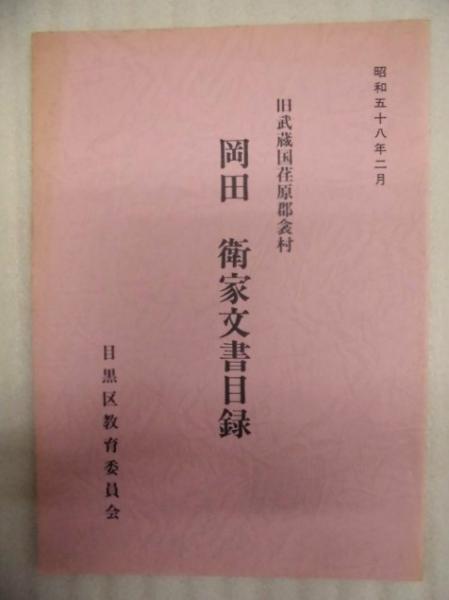 昭和五十八年二月
旧武蔵国荏原郡衾村
岡田 衛家文書目録
目黒区教育委員会